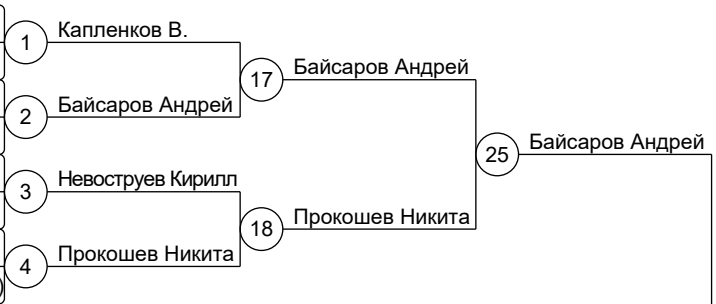 1 Капленков В.
17 Байсаров Андрей
2 Байсаров Андрей
25 Байсаров Андрей
3 Невоструев Кирилл
18 Прокошев Никита
4 Прокошев Никита